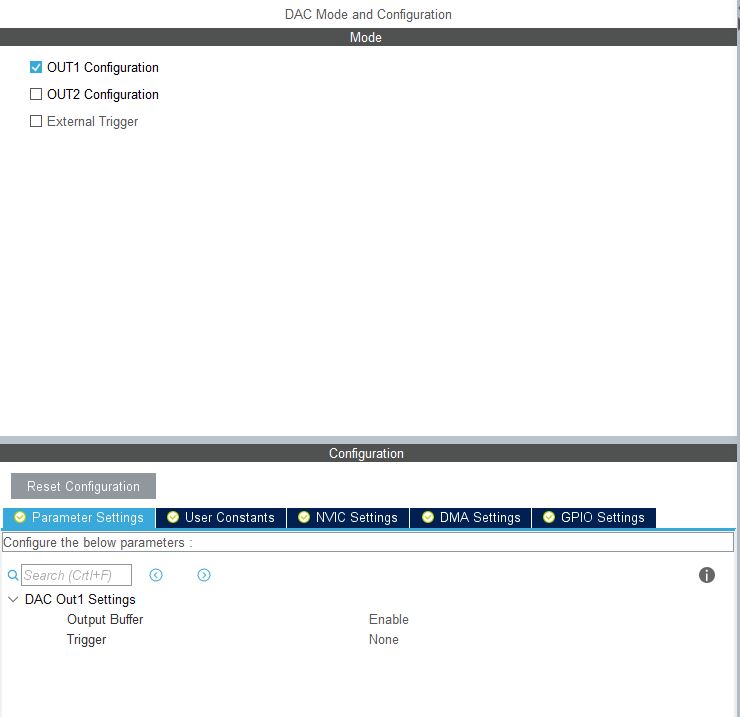 DAC Mode and Configuration
Mode
OUT1 Configuration
OUT2 Configuration
External Trigger
Configuration
Reset Configuration
Parameter Settings User Constants NVIC Settings DMA Settings GPIO Settings
Configure the below parameters :
Search (Crtl+F)
DAC Out1 Settings
Output Buffer Enable
Trigger None